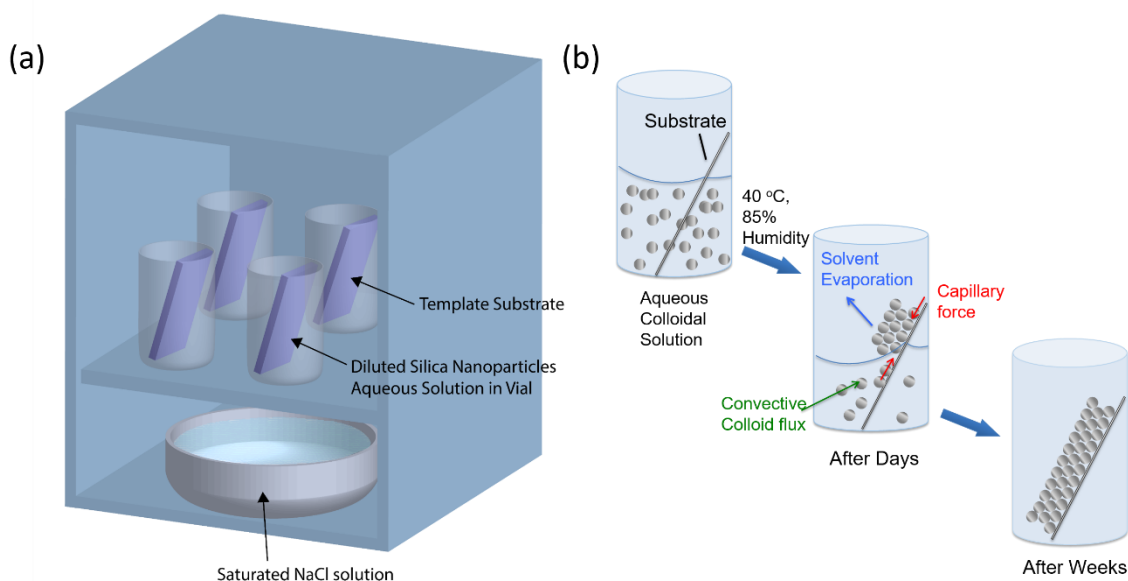 (a)
Template Substrate
Diluted Silica Nanoparticles
Aqueous Solution in Vial
Saturated NaCl solution
(b)
Substrate
40 °C,
85%
Humidity
Aqueous
Colloidal
Solution
Solvent
Evaporation
Capillary
force
Convective
Colloid flux
After Days
After Weeks